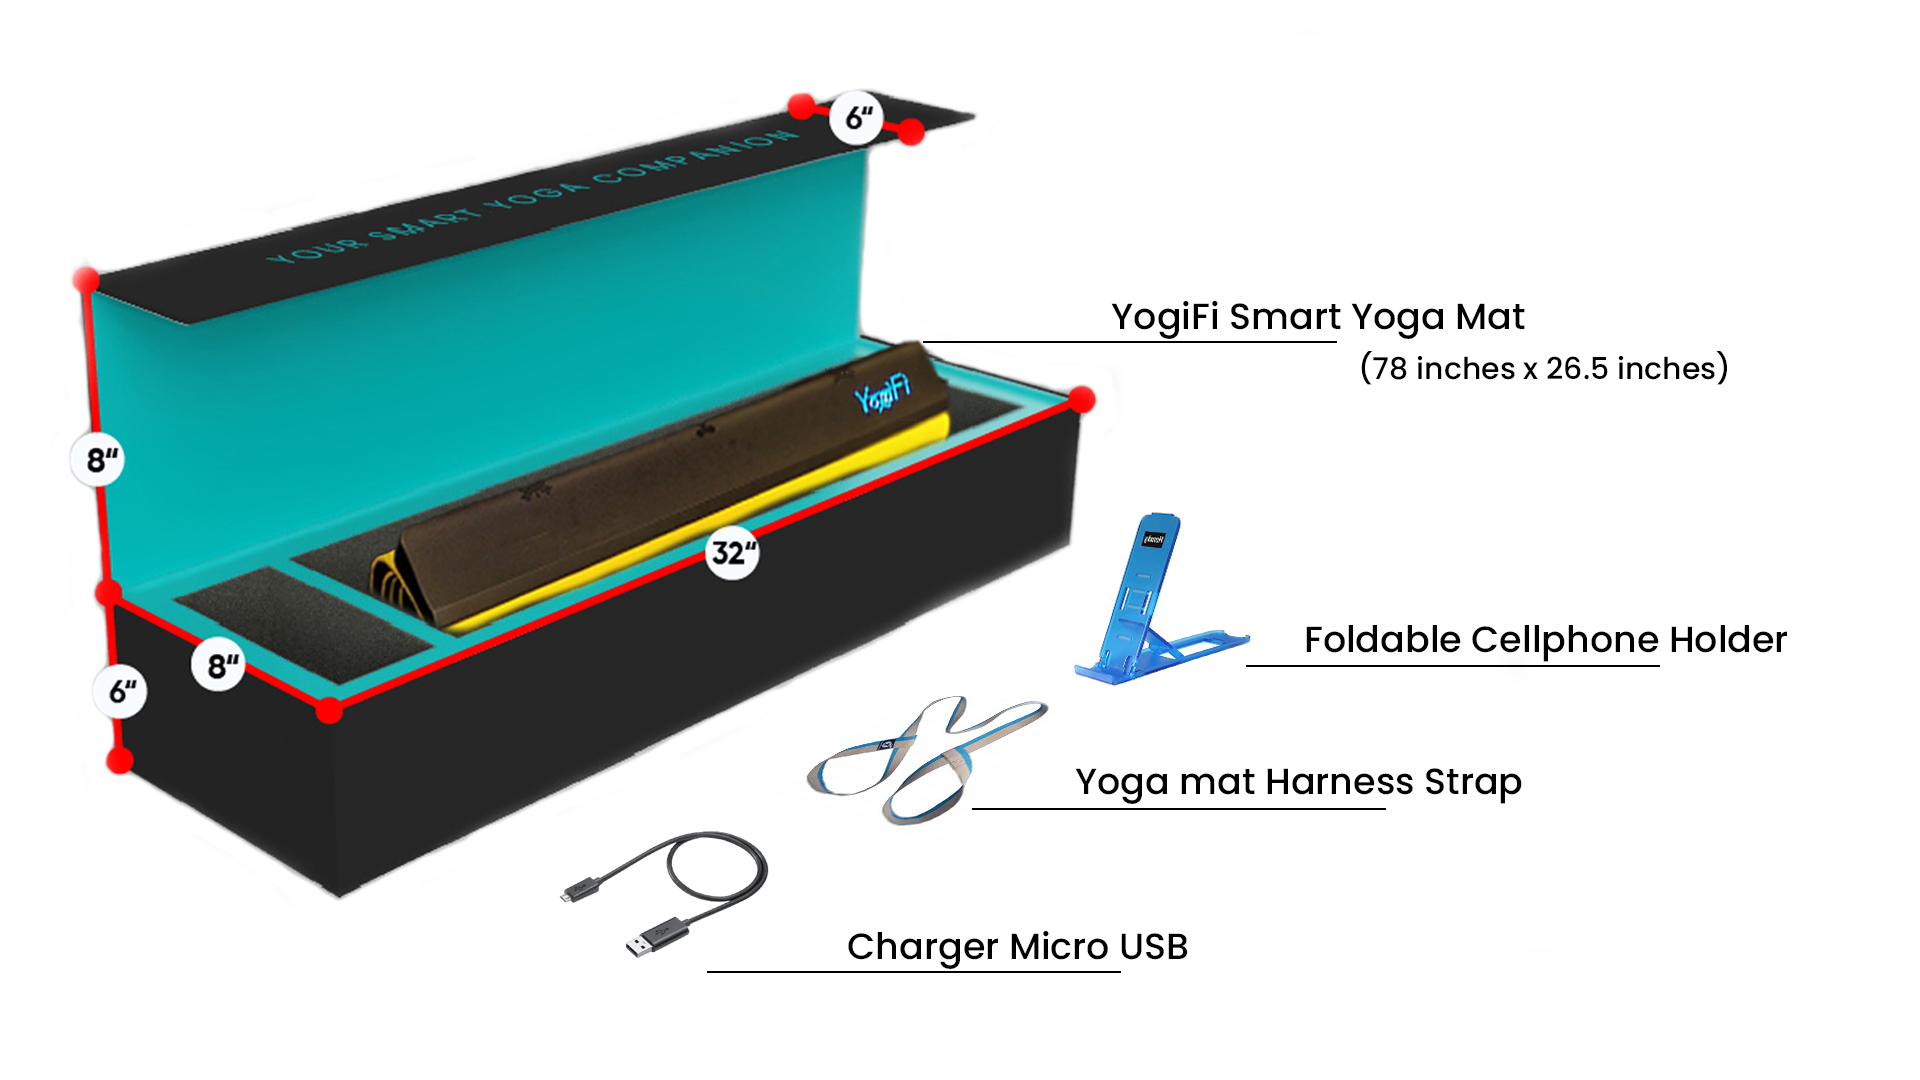 6"
YOUR SMART YOGA COMPANION
YogiFi Smart Yoga Mat
(78 inches x 26.5 inches)
YogiFi
8"
32"
Foldable Cellphone Holder
8"
6"
Yoga mat Harness Strap
Charger Micro USB